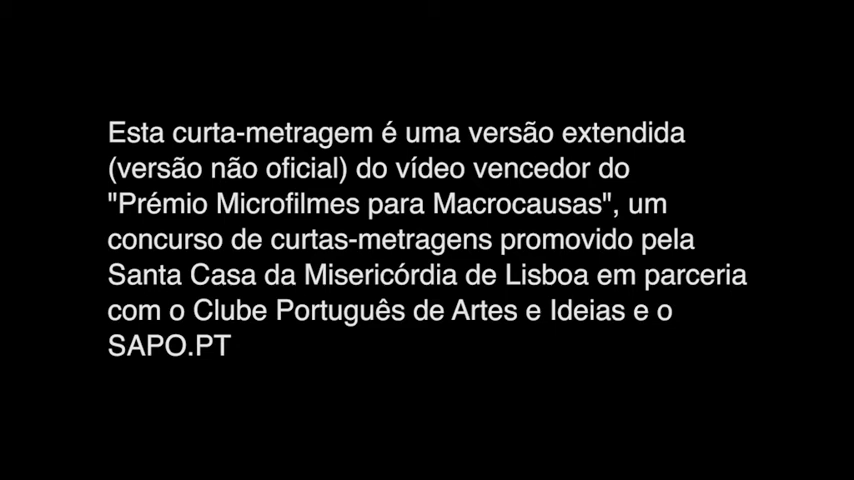 Esta curta-metragem é uma versão extendida
(versão não oficial) do vídeo vencedor do
"Prémio Microfilmes para Macrocausas", um
concurso de curtas-metragens promovido pela
Santa Casa da Misericórdia de Lisboa em parceria
com o Clube Português de Artes e Ideias e o
SAPO.PT